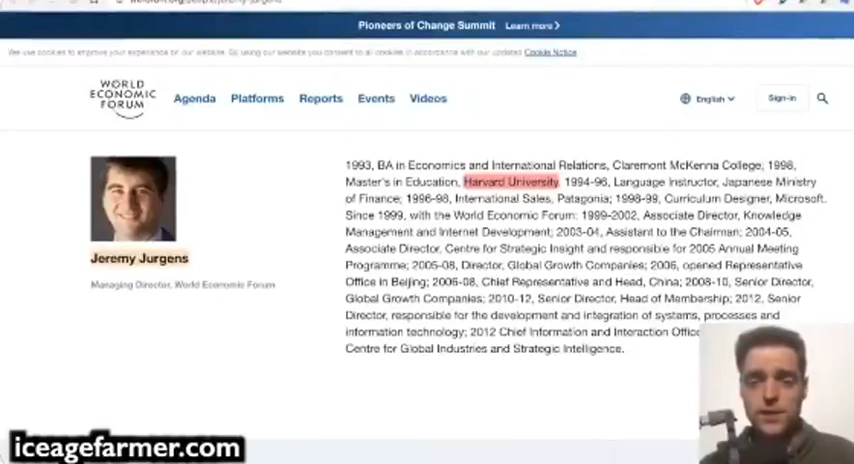 Pioneers of Change Summit Learn more >
We use cookies to improve your experience on our website. By using our website you consent to all cookies in accordance with our updated Cookie Notice
WORLD
ECONOMIC
FORUM
Agenda Platforms Reports Events Videos
English
Sign-in
1993, BA in Economics and International Relations, Claremont McKenna College; 1998,
Master's in Education, Harvard University. 1994-96, Language Instructor, Japanese Ministry
of Finance; 1996-98, International Sales, Patagonia; 1998-99, Curriculum Designer, Microsoft.
Since 1999, with the World Economic Forum: 1999-2002, Associate Director, Knowledge
Management and Internet Development; 2003-04, Assistant to the Chairman; 2004-05,
Associate Director, Centre for Strategic Insight and responsible for 2005 Annual Meeting
Programme; 2005-08, Director, Global Growth Companies; 2006, opened Representative
Office in Beijing; 2006-08, Chief Representative and Head, China; 2008-10, Senior Director,
Global Growth Companies; 2010-12, Senior Director, Head of Membership; 2012, Senior
Director, responsible for the development and integration of systems, processes and
information technology; 2012 Chief Information and Interaction
Centre for Global Industries and Strategic Intelligence.
Jeremy Jurgens
Managing Director, World Economic Forum
iceagefarmer.com